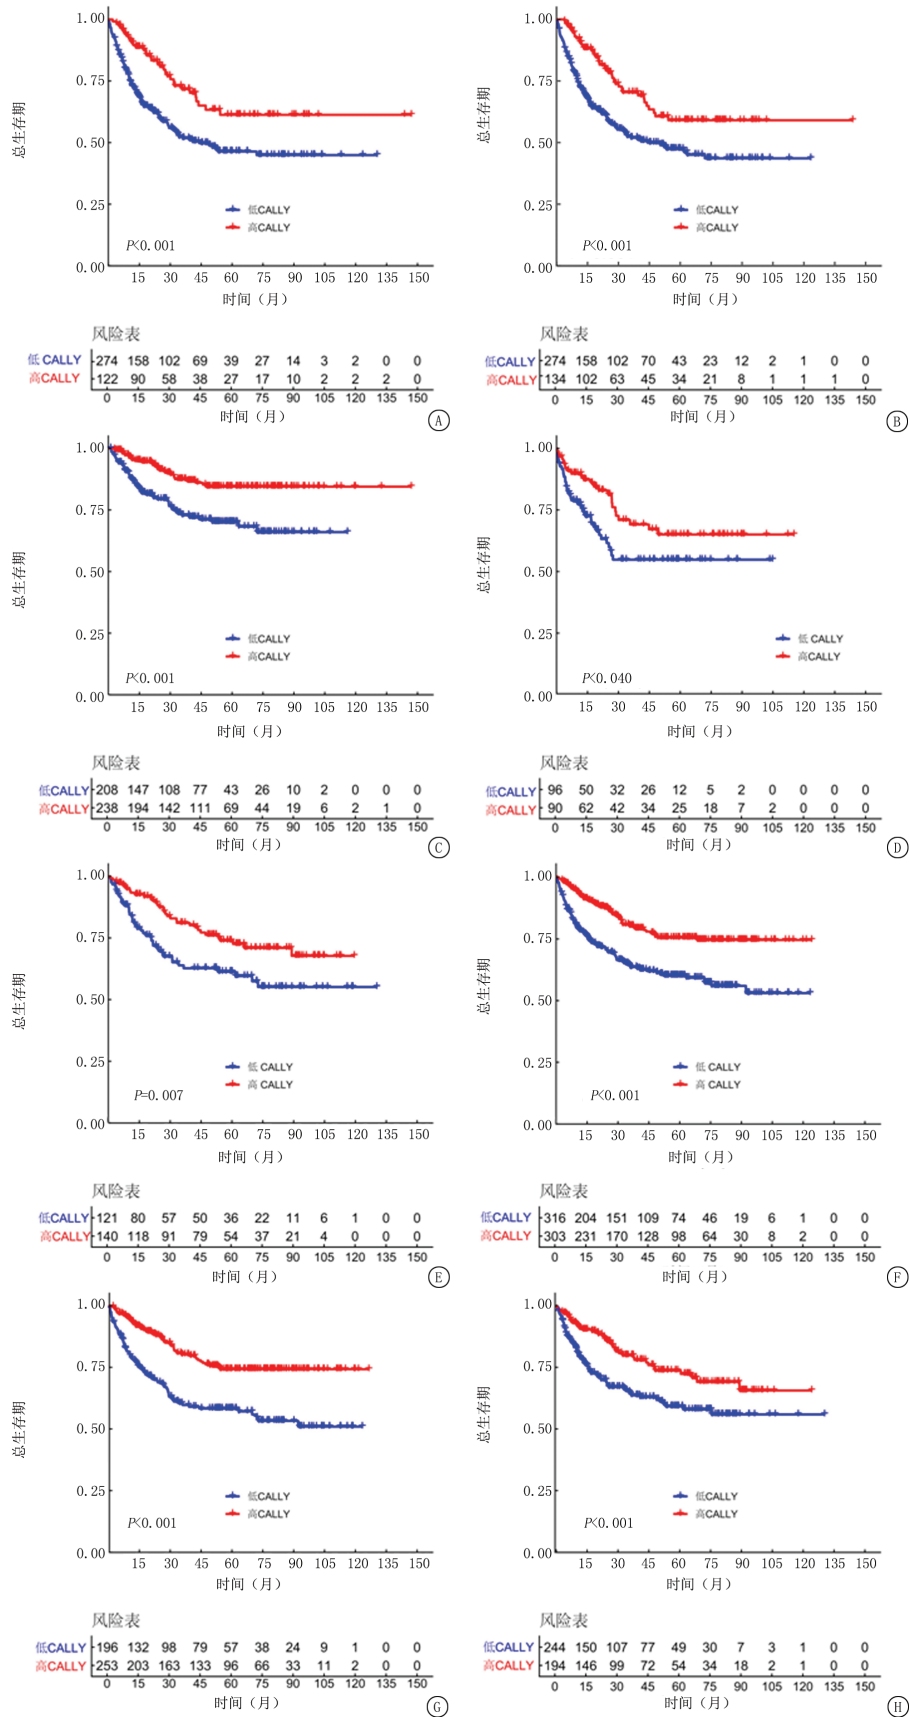 1.00
0.75
0.50
0.25
0.00
总生存期
低CALLY
高CALLY
P<0.001
15 30 45 60 75 90 105 120 135 150
时间（月）
风险表
低 CALLY 274 158 102 69 39 27 14 3 2 0 0
高CALLY 122 90 58 38 27 17 10 2 2 2 0
0 15 30 45 60 75 90 105 120 135 150
时间（月）
A
1.00
0.75
0.50
0.25
0.00
总生存期
低CALLY
高CALLY
P<0.001
15 30 45 60 75 90 105 120 135 150
时间（月）
风险表
低CALLY 274 158 102 70 43 23 12 2 1 0 0
高CALLY 134 102 63 45 34 21 8 1 1 1 0
0 15 30 45 60 75 90 105 120 135 150
时间（月）
B
1.00
0.75
0.50
0.25
0.00
总生存期
低CALLY
高CALLY
P<0.001
15 30 45 60 75 90 105 120 135 150
时间（月）
风险表
低CALLY 208 147 108 77 43 26 10 2 0 0 0
高CALLY 238 194 142 111 69 44 19 6 2 1 0
0 15 30 45 60 75 90 105 120 135 150
时间（月）
C
1.00
0.75
0.50
0.25
0.00
总生存期
低 CALLY
高CALLY
P<0.040
15 30 45 60 75 90 105 120 135 150
时间（月）
风险表
低CALLY 96 50 32 26 12 5 2 0 0 0 0
高CALLY 90 62 42 34 25 18 7 2 0 0 0
0 15 30 45 60 75 90 105 120 135 150
时间（月）
D
1.00
0.75
0.50
0.25
0.00
总生存期
低 CALLY
高 CALLY
P=0.007
15 30 45 60 75 90 105 120 135 150
时间（月）
风险表
低CALLY 121 80 57 50 36 22 11 6 1 0 0
高CALLY 140 118 91 79 54 37 21 4 0 0 0
0 15 30 45 60 75 90 105 120 135 150
时间（月）
E
1.00
0.75
0.50
0.25
0.00
总生存期
低 CALLY
高 CALLY
P<0.001
15 30 45 60 75 90 105 120 135 150
时间（月）
风险表
低CALLY 316 204 151 109 74 46 19 6 1 0 0
高CALLY 303 231 170 128 98 64 30 8 2 0 0
0 15 30 45 60 75 90 105 120 135 150
时间（月）
F
1.00
0.75
0.50
0.25
0.00
总生存期
低CALLY
高CALLY
P<0.001
15 30 45 60 75 90 105 120 135 150
时间（月）
风险表
低CALLY 196 132 98 79 57 38 24 9 1 0 0
高CALLY 253 203 163 133 96 66 33 11 2 0 0
0 15 30 45 60 75 90 105 120 135 150
时间（月）
G
1.00
0.75
0.50
0.25
0.00
总生存期
低CALLY
高CALLY
P<0.001
15 30 45 60 75 90 105 120 135 150
时间（月）
风险表
低CALLY 244 150 107 77 49 30 7 3 1 0 0
高CALLY 194 146 99 72 54 34 18 2 1 0 0
0 15 30 45 60 75 90 105 120 135 150
时间（月）
H